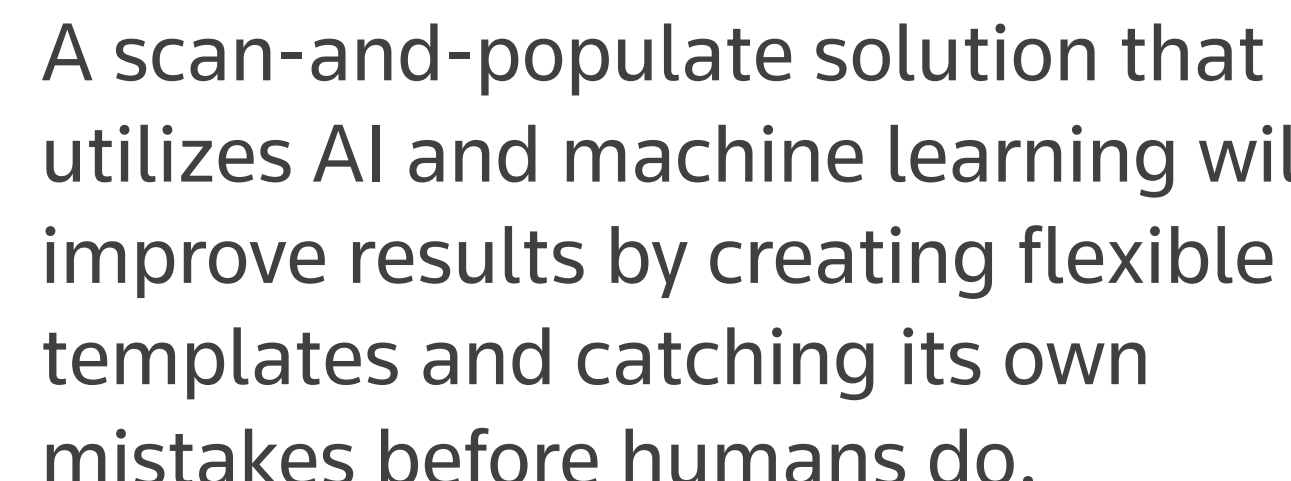 A scan-and-populate solution that
utilizes AI and machine learning wil
improve results by creating flexible
templates and catching its own
mistakes before humans do.